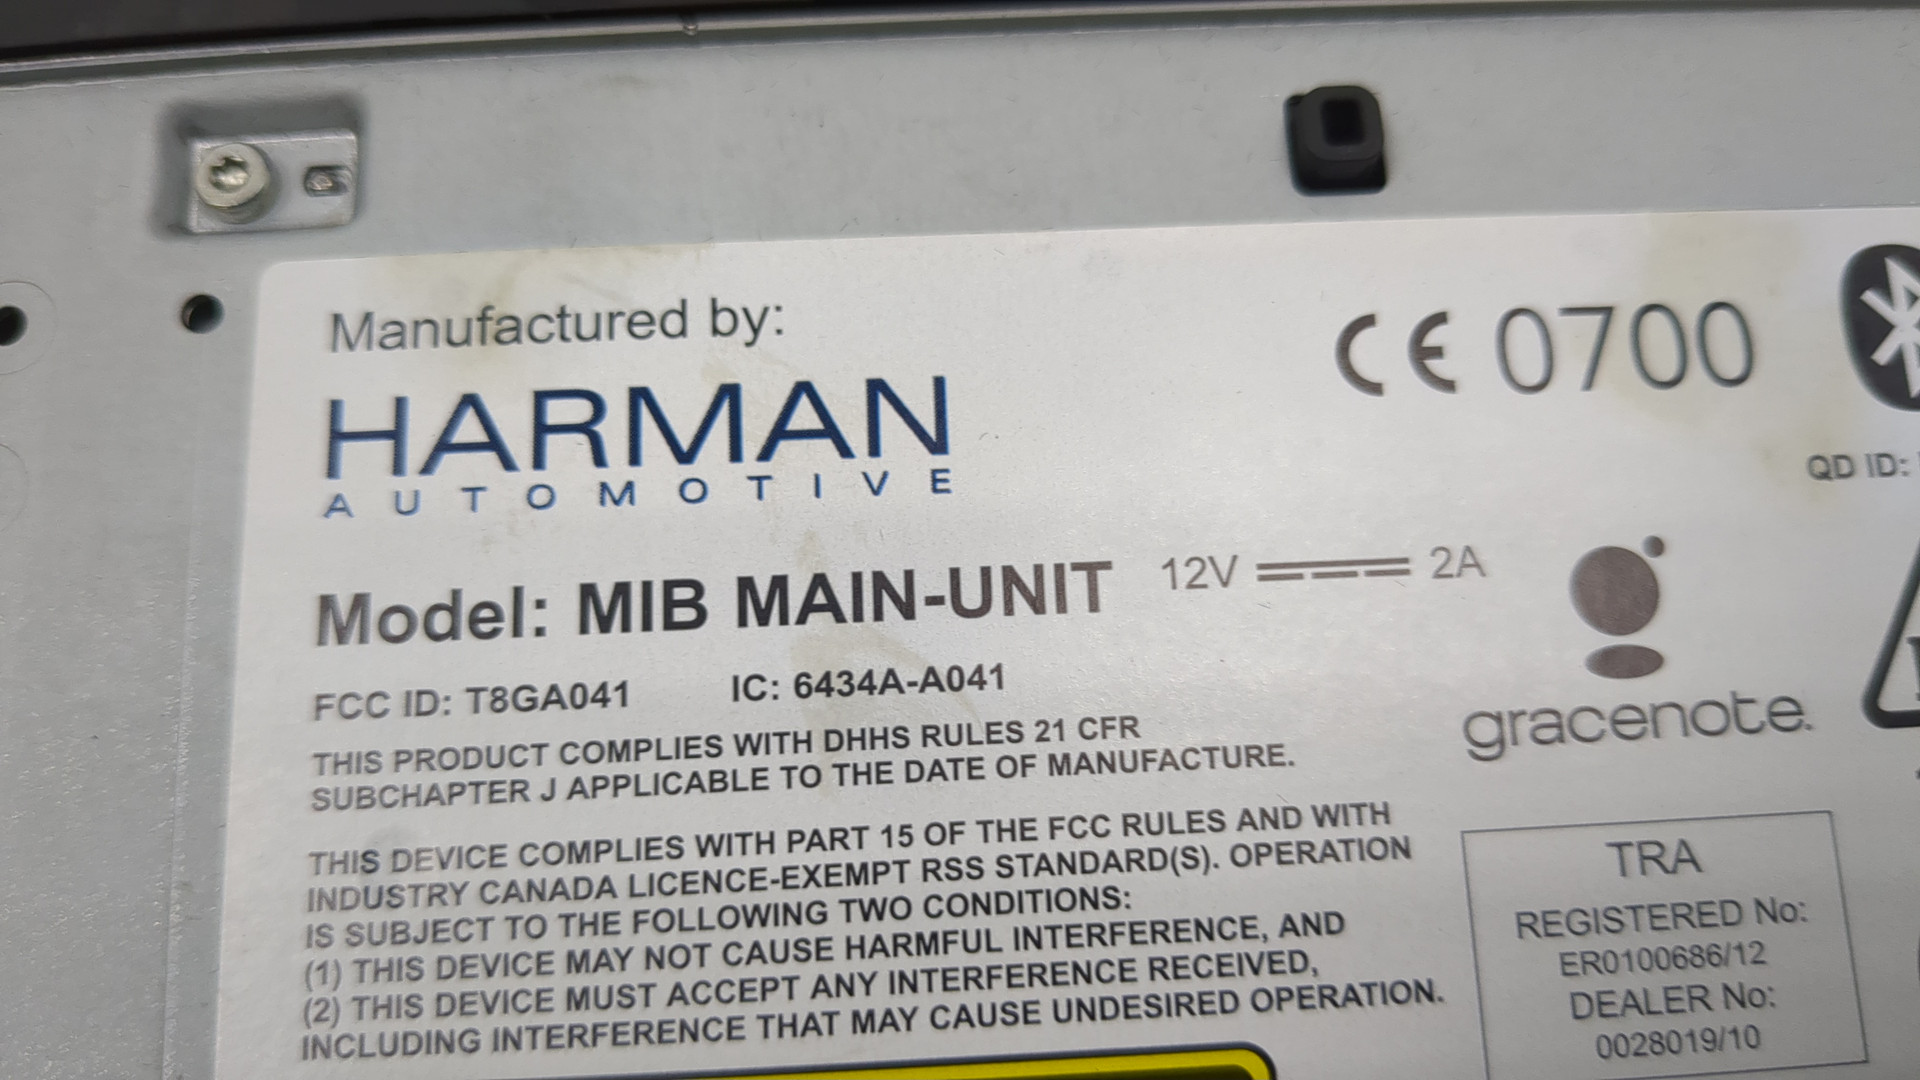 Manufactured by:
HARMAN
AUTOMOTIVE
CE 0700
QD ID:
Model: MIB MAIN-UNIT
12V 2A
gracenote.
FCC ID: T8GA041 IC: 6434A-A041
THIS PRODUCT COMPLIES WITH DHHS RULES 21 CFR
SUBCHAPTER J APPLICABLE TO THE DATE OF MANUFACTURE.
THIS DEVICE COMPLIES WITH PART 15 OF THE FCC RULES AND WITH
INDUSTRY CANADA LICENCE-EXEMPT RSS STANDARD(S). OPERATION
IS SUBJECT TO THE FOLLOWING TWO CONDITIONS:
(1) THIS DEVICE MAY NOT CAUSE HARMFUL INTERFERENCE, AND
(2) THIS DEVICE MUST ACCEPT ANY INTERFERENCE RECEIVED,
INCLUDING INTERFERENCE THAT MAY CAUSE UNDESIRED OPERATION.
TRA
REGISTERED No:
ER0100686/12
DEALER No:
0028019/10